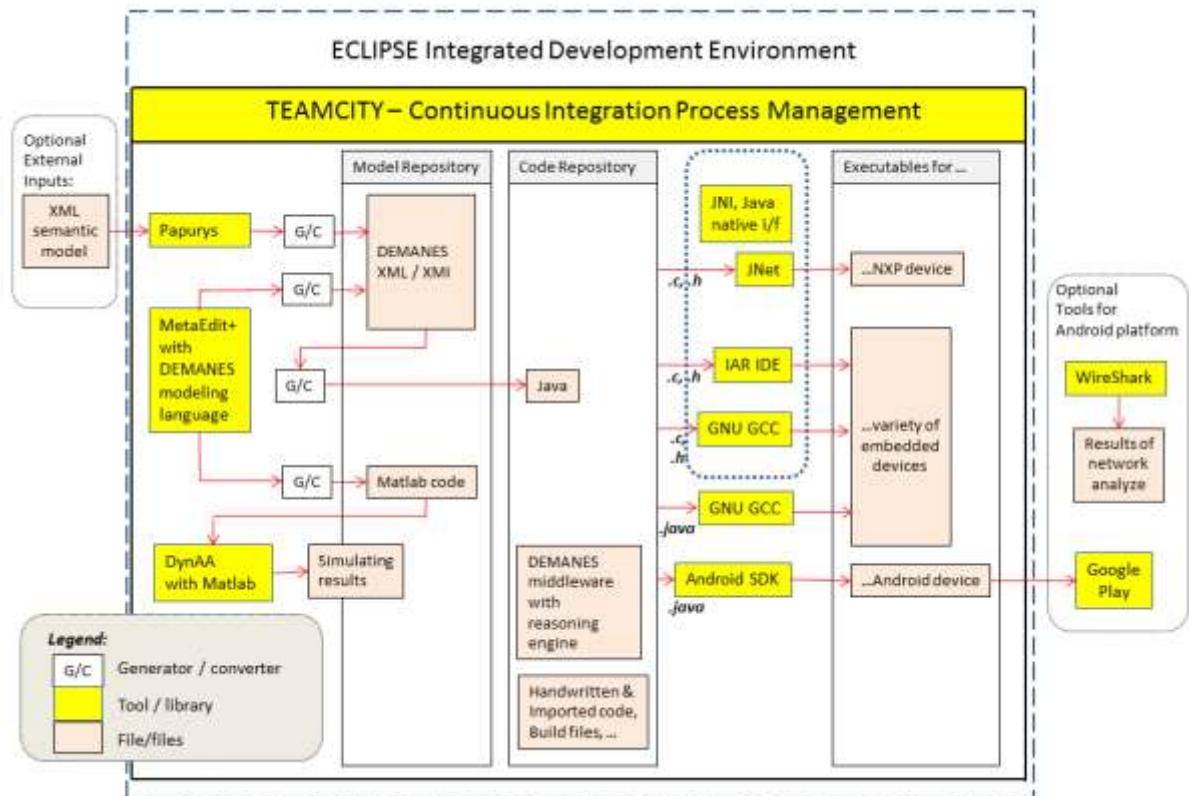 ECLIPSE Integrated Development Environment
TEAMCITY – Continuous Integration Process Management
Optional
External
Inputs:
XML
semantic
model
Papurys
G/C
G/C
MetaEdit+
with
DEMANES
modeling
language
G/C
G/C
DynAA
with Matlab
Model Repository
DEMANES
XML / XMI
Matlab code
Simulating
results
Code Repository
Java
DEMANES
middleware
with
reasoning
engine
Handwritten &
Imported code,
Build files, ...
JNI, Java
native i/f
JNet
.c, .h
IAR IDE
.c, .h
GNU GCC
.c,
.h
GNU GCC
.java
Android SDK
.java
Executables for ...
...NXP device
...variety of
embedded
devices
...Android device
Optional
Tools for
Android platform
WireShark
Results of
network
analyze
Google
Play
Legend:
G/C
Generator / converter
Tool / library
File/files